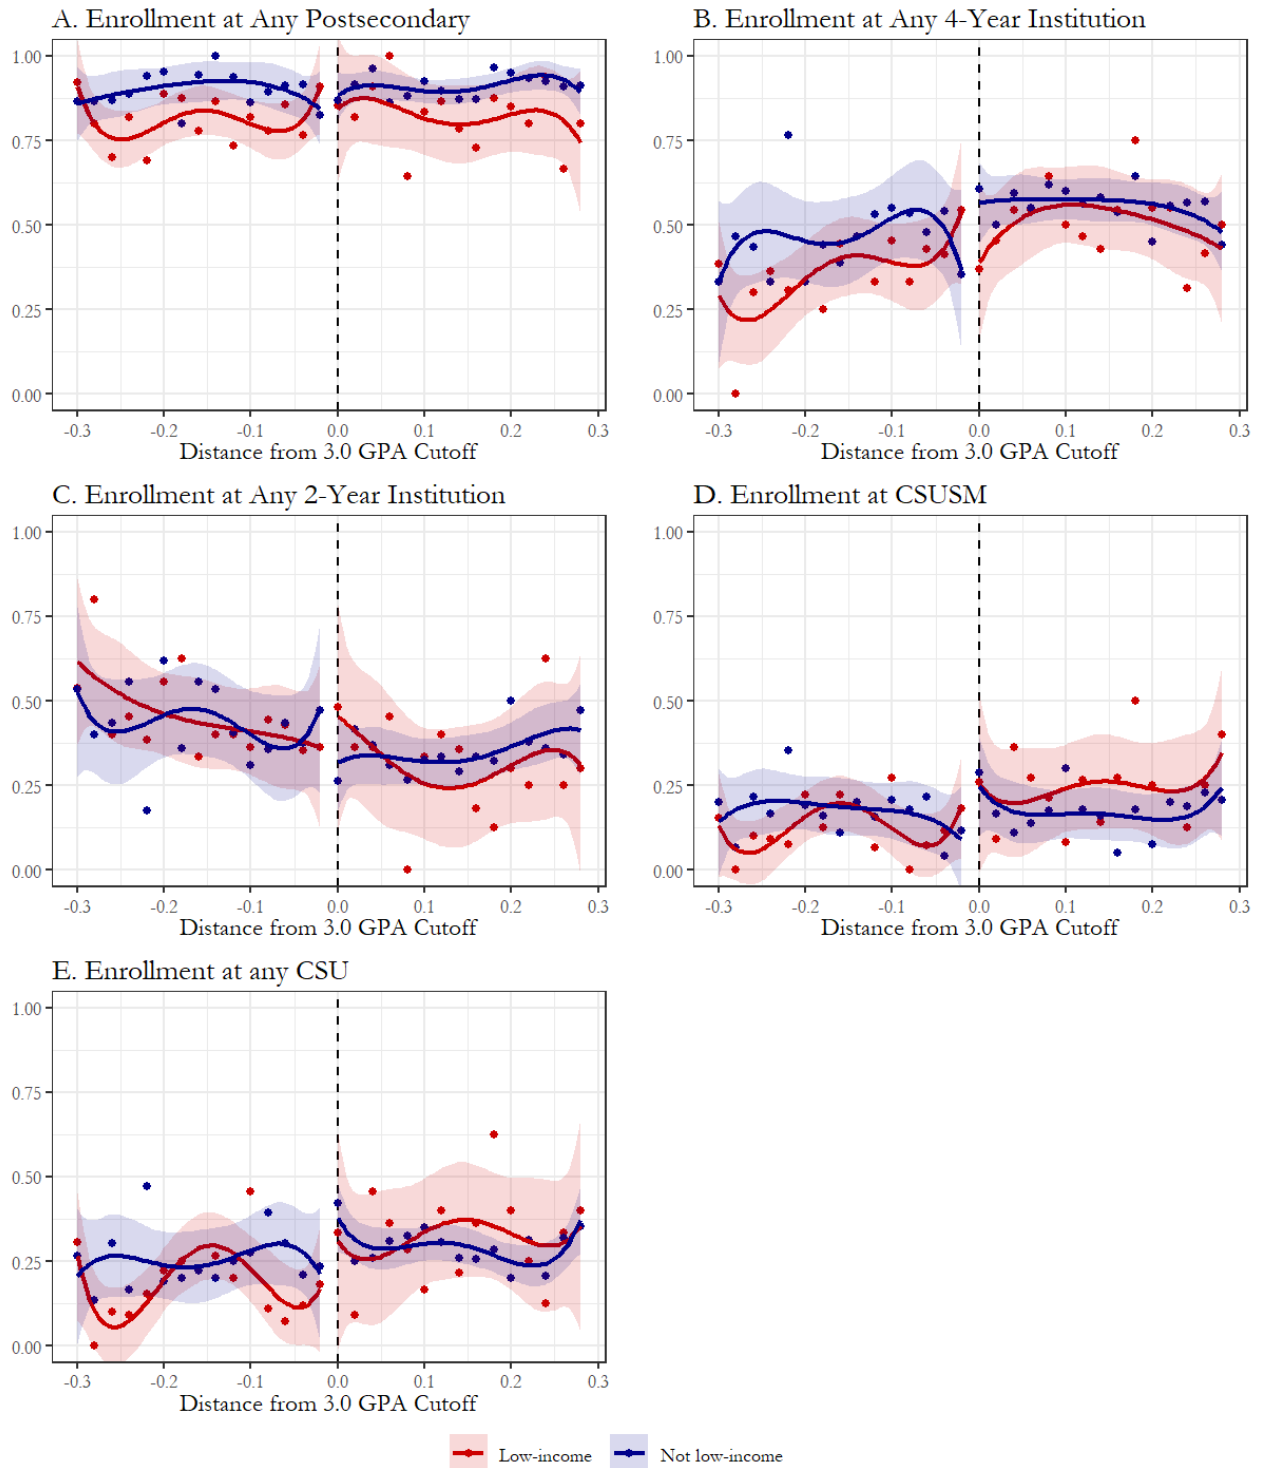 A. Enrollment at Any Postsecondary
1.00
0.75
0.50
0.25
0.00
-0.3 -0.2 -0.1 0.0 0.1 0.2 0.3
Distance from 3.0 GPA Cutoff
B. Enrollment at Any 4-Year Institution
1.00
0.75
0.50
0.25
0.00
-0.3 -0.2 -0.1 0.0 0.1 0.2 0.3
Distance from 3.0 GPA Cutoff
C. Enrollment at Any 2-Year Institution
1.00
0.75
0.50
0.25
0.00
-0.3 -0.2 -0.1 0.0 0.1 0.2 0.3
Distance from 3.0 GPA Cutoff
D. Enrollment at CSUSM
1.00
0.75
0.50
0.25
0.00
-0.3 -0.2 -0.1 0.0 0.1 0.2 0.3
Distance from 3.0 GPA Cutoff
E. Enrollment at any CSU
1.00
0.75
0.50
0.25
0.00
-0.3 -0.2 -0.1 0.0 0.1 0.2 0.3
Distance from 3.0 GPA Cutoff
Low-income Not low-income